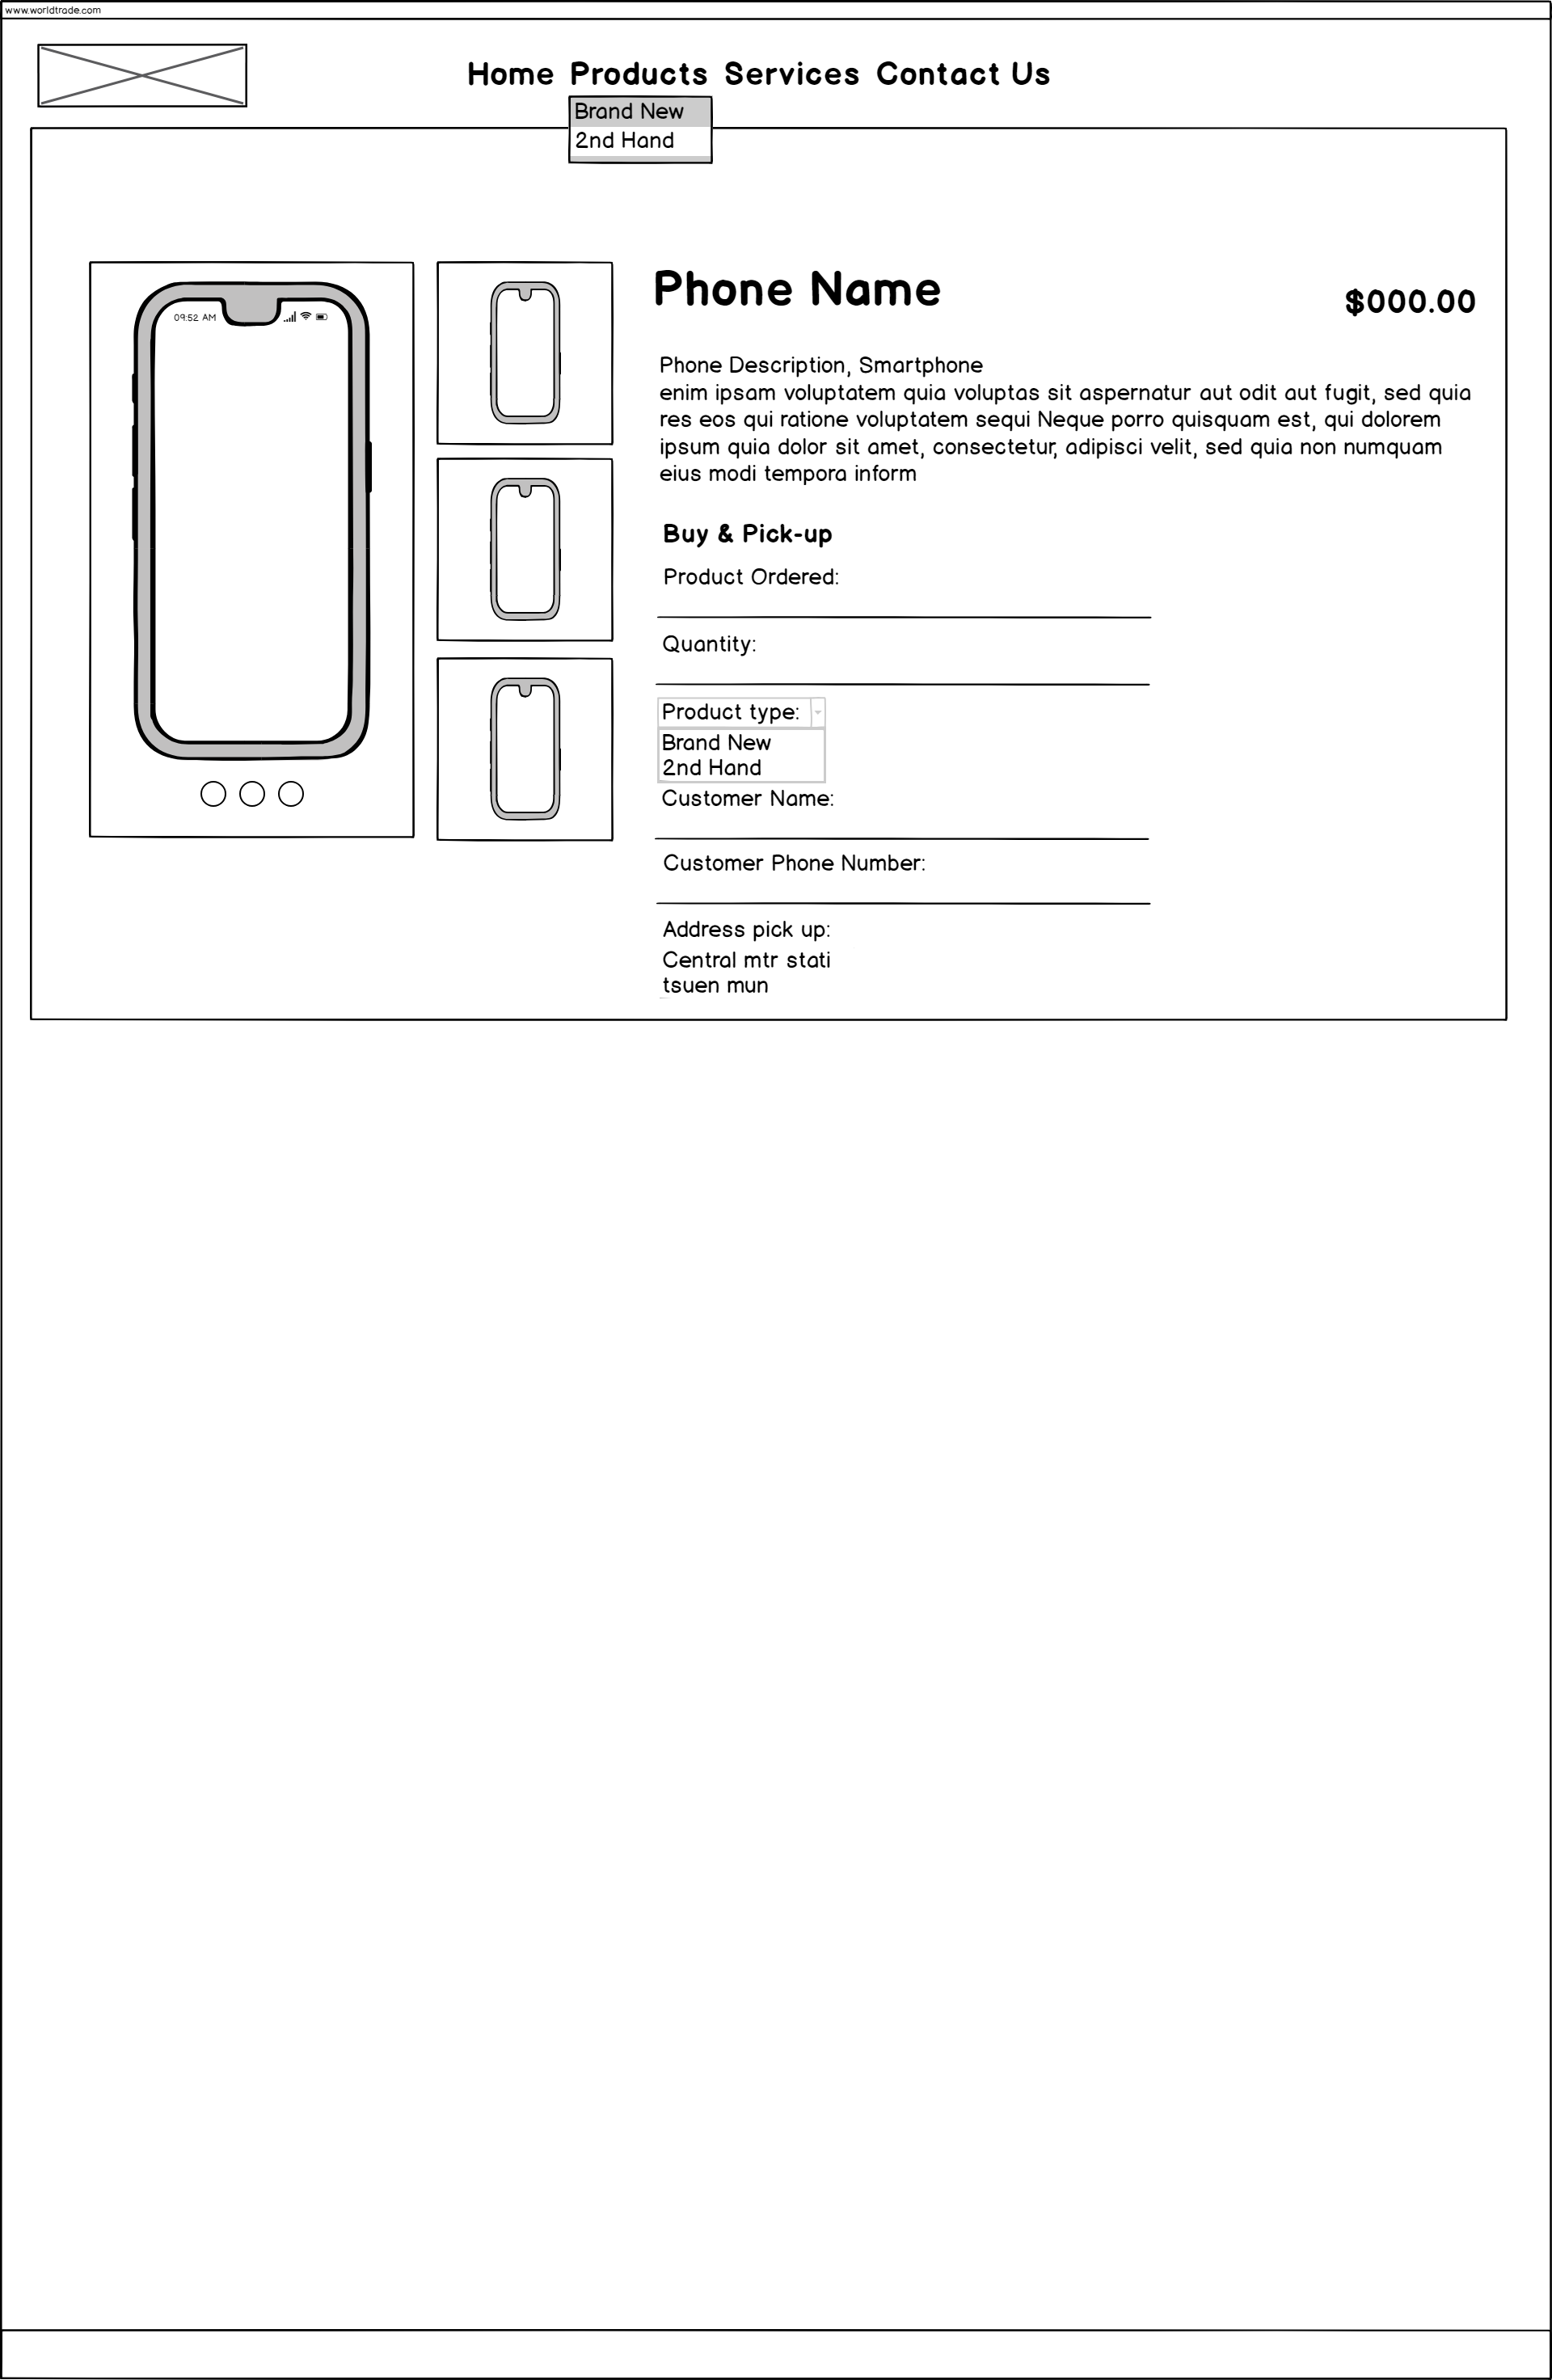 www.worldtrade.com
Home Products Services Contact Us
Brand New
2nd Hand
09:52 AM
Phone Name
$000.00
Phone Description, Smartphone
enim ipsam voluptatem quia voluptas sit aspernatur aut odit aut fugit, sed quia
res eos qui ratione voluptatem sequi Neque porro quisquam est, qui dolorem
ipsum quia dolor sit amet, consectetur, adipisci velit, sed quia non numquam
eius modi tempora inform
Buy & Pick-up
Product Ordered:
Quantity:
Product type:
Brand New
2nd Hand
Customer Name:
Customer Phone Number:
Address pick up:
Central mtr stati
tsuen mun